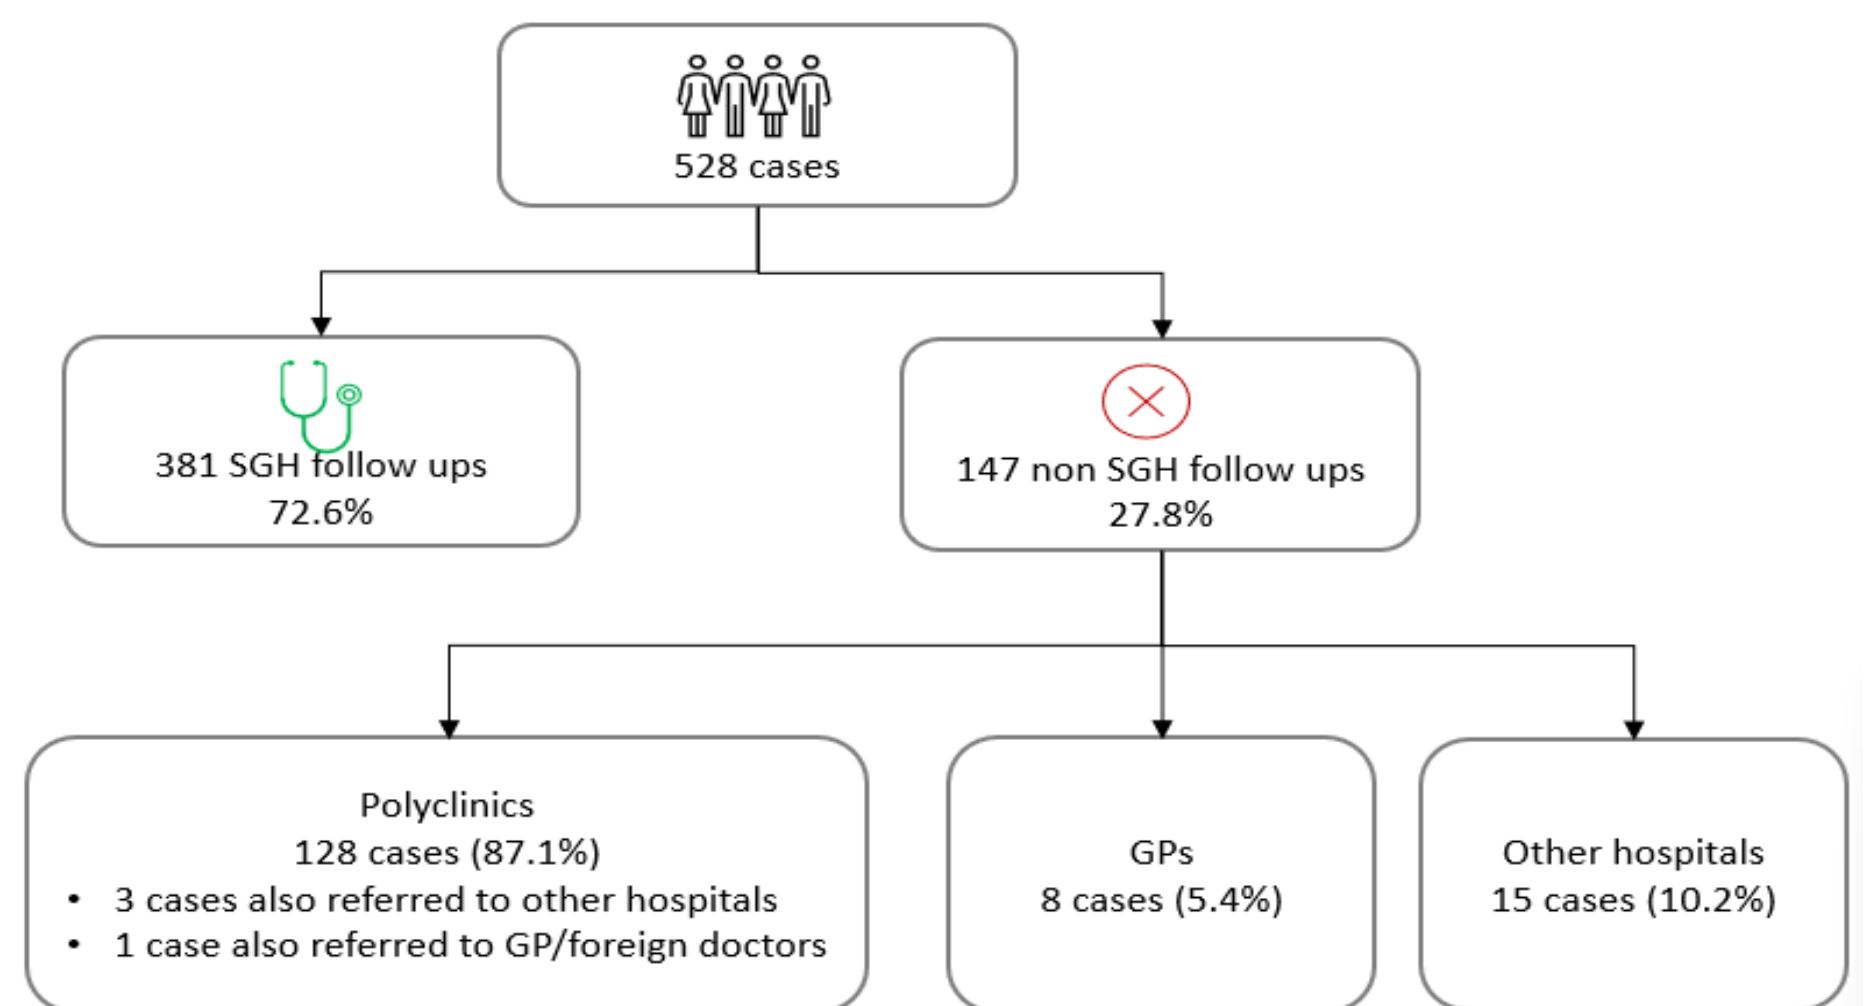 528 cases
381 SGH follow ups
72.6%
147 non SGH follow ups
27.8%
Polyclinics
128 cases (87.1%)
• 3 cases also referred to other hospitals
• 1 case also referred to GP/foreign doctors
GPs
8 cases (5.4%)
Other hospitals
15 cases (10.2%)